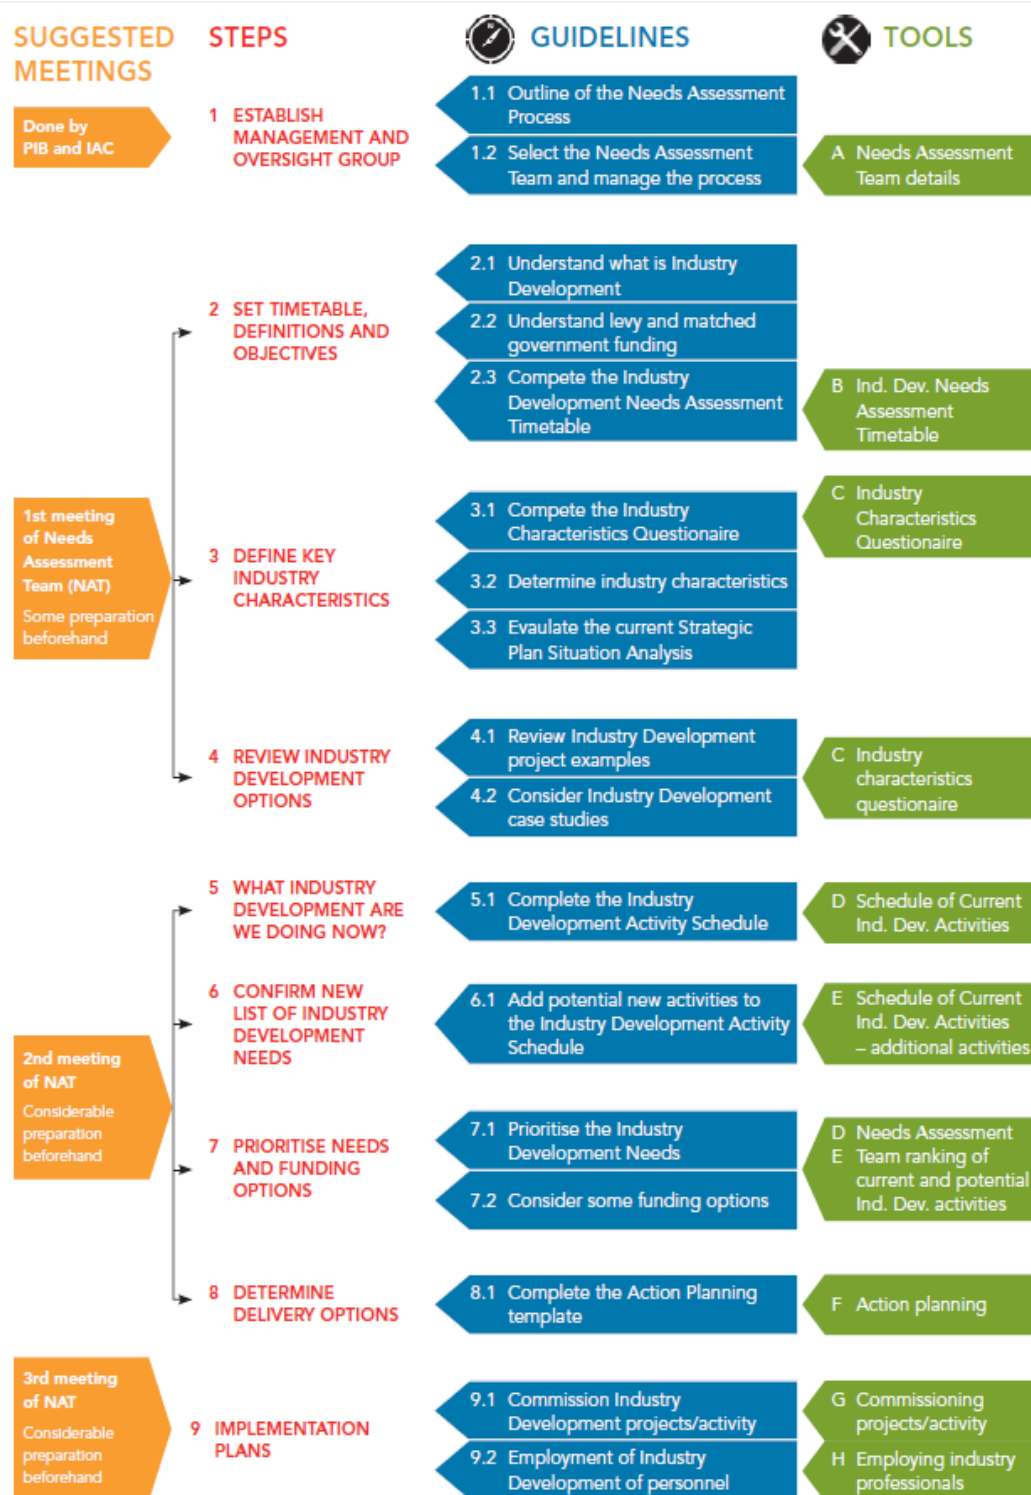 SUGGESTED
MEETINGS
STEPS
GUIDELINES
TOOLS
Done by
PIB and IAC
1 ESTABLISH
MANAGEMENT AND
OVERSIGHT GROUP
1.1 Outline of the Needs Assessment
Process
1.2 Select the Needs Assessment
Team and manage the process
A Needs Assessment
Team details
1st meeting
of Needs
Assessment
Team (NAT)
Some preparation
beforehand
2 SET TIMETABLE,
DEFINITIONS AND
OBJECTIVES
2.1 Understand what is Industry
Development
2.2 Understand levy and matched
government funding
2.3 Compete the Industry
Development Needs Assessment
Timetable
B Ind. Dev. Needs
Assessment
Timetable
3 DEFINE KEY
INDUSTRY
CHARACTERISTICS
3.1 Compete the Industry
Characteristics Questionaire
3.2 Determine industry characteristics
3.3 Evaulate the current Strategic
Plan Situation Analysis
C Industry
Characteristics
Questionaire
4 REVIEW INDUSTRY
DEVELOPMENT
OPTIONS
4.1 Review Industry Development
project examples
4.2 Consider Industry Development
case studies
C Industry
characteristics
questionaire
2nd meeting
of NAT
Considerable
preparation
beforehand
5 WHAT INDUSTRY
DEVELOPMENT ARE
WE DOING NOW?
5.1 Complete the Industry
Development Activity Schedule
D Schedule of Current
Ind. Dev. Activities
6 CONFIRM NEW
LIST OF INDUSTRY
DEVELOPMENT
NEEDS
6.1 Add potential new activities to
the Industry Development Activity
Schedule
E Schedule of Current
Ind. Dev. Activities
– additional activities
7 PRIORITISE NEEDS
AND FUNDING
OPTIONS
7.1 Prioritise the Industry
Development Needs
7.2 Consider some funding options
D Needs Assessment
E Team ranking of
current and potential
Ind. Dev. activities
8 DETERMINE
DELIVERY OPTIONS
8.1 Complete the Action Planning
template
F Action planning
3rd meeting
of NAT
Considerable
preparation
beforehand
9 IMPLEMENTATION
PLANS
9.1 Commission Industry
Development projects/activity
9.2 Employment of Industry
Development of personnel
G Commissioning
projects/activity
H Employing industry
professionals